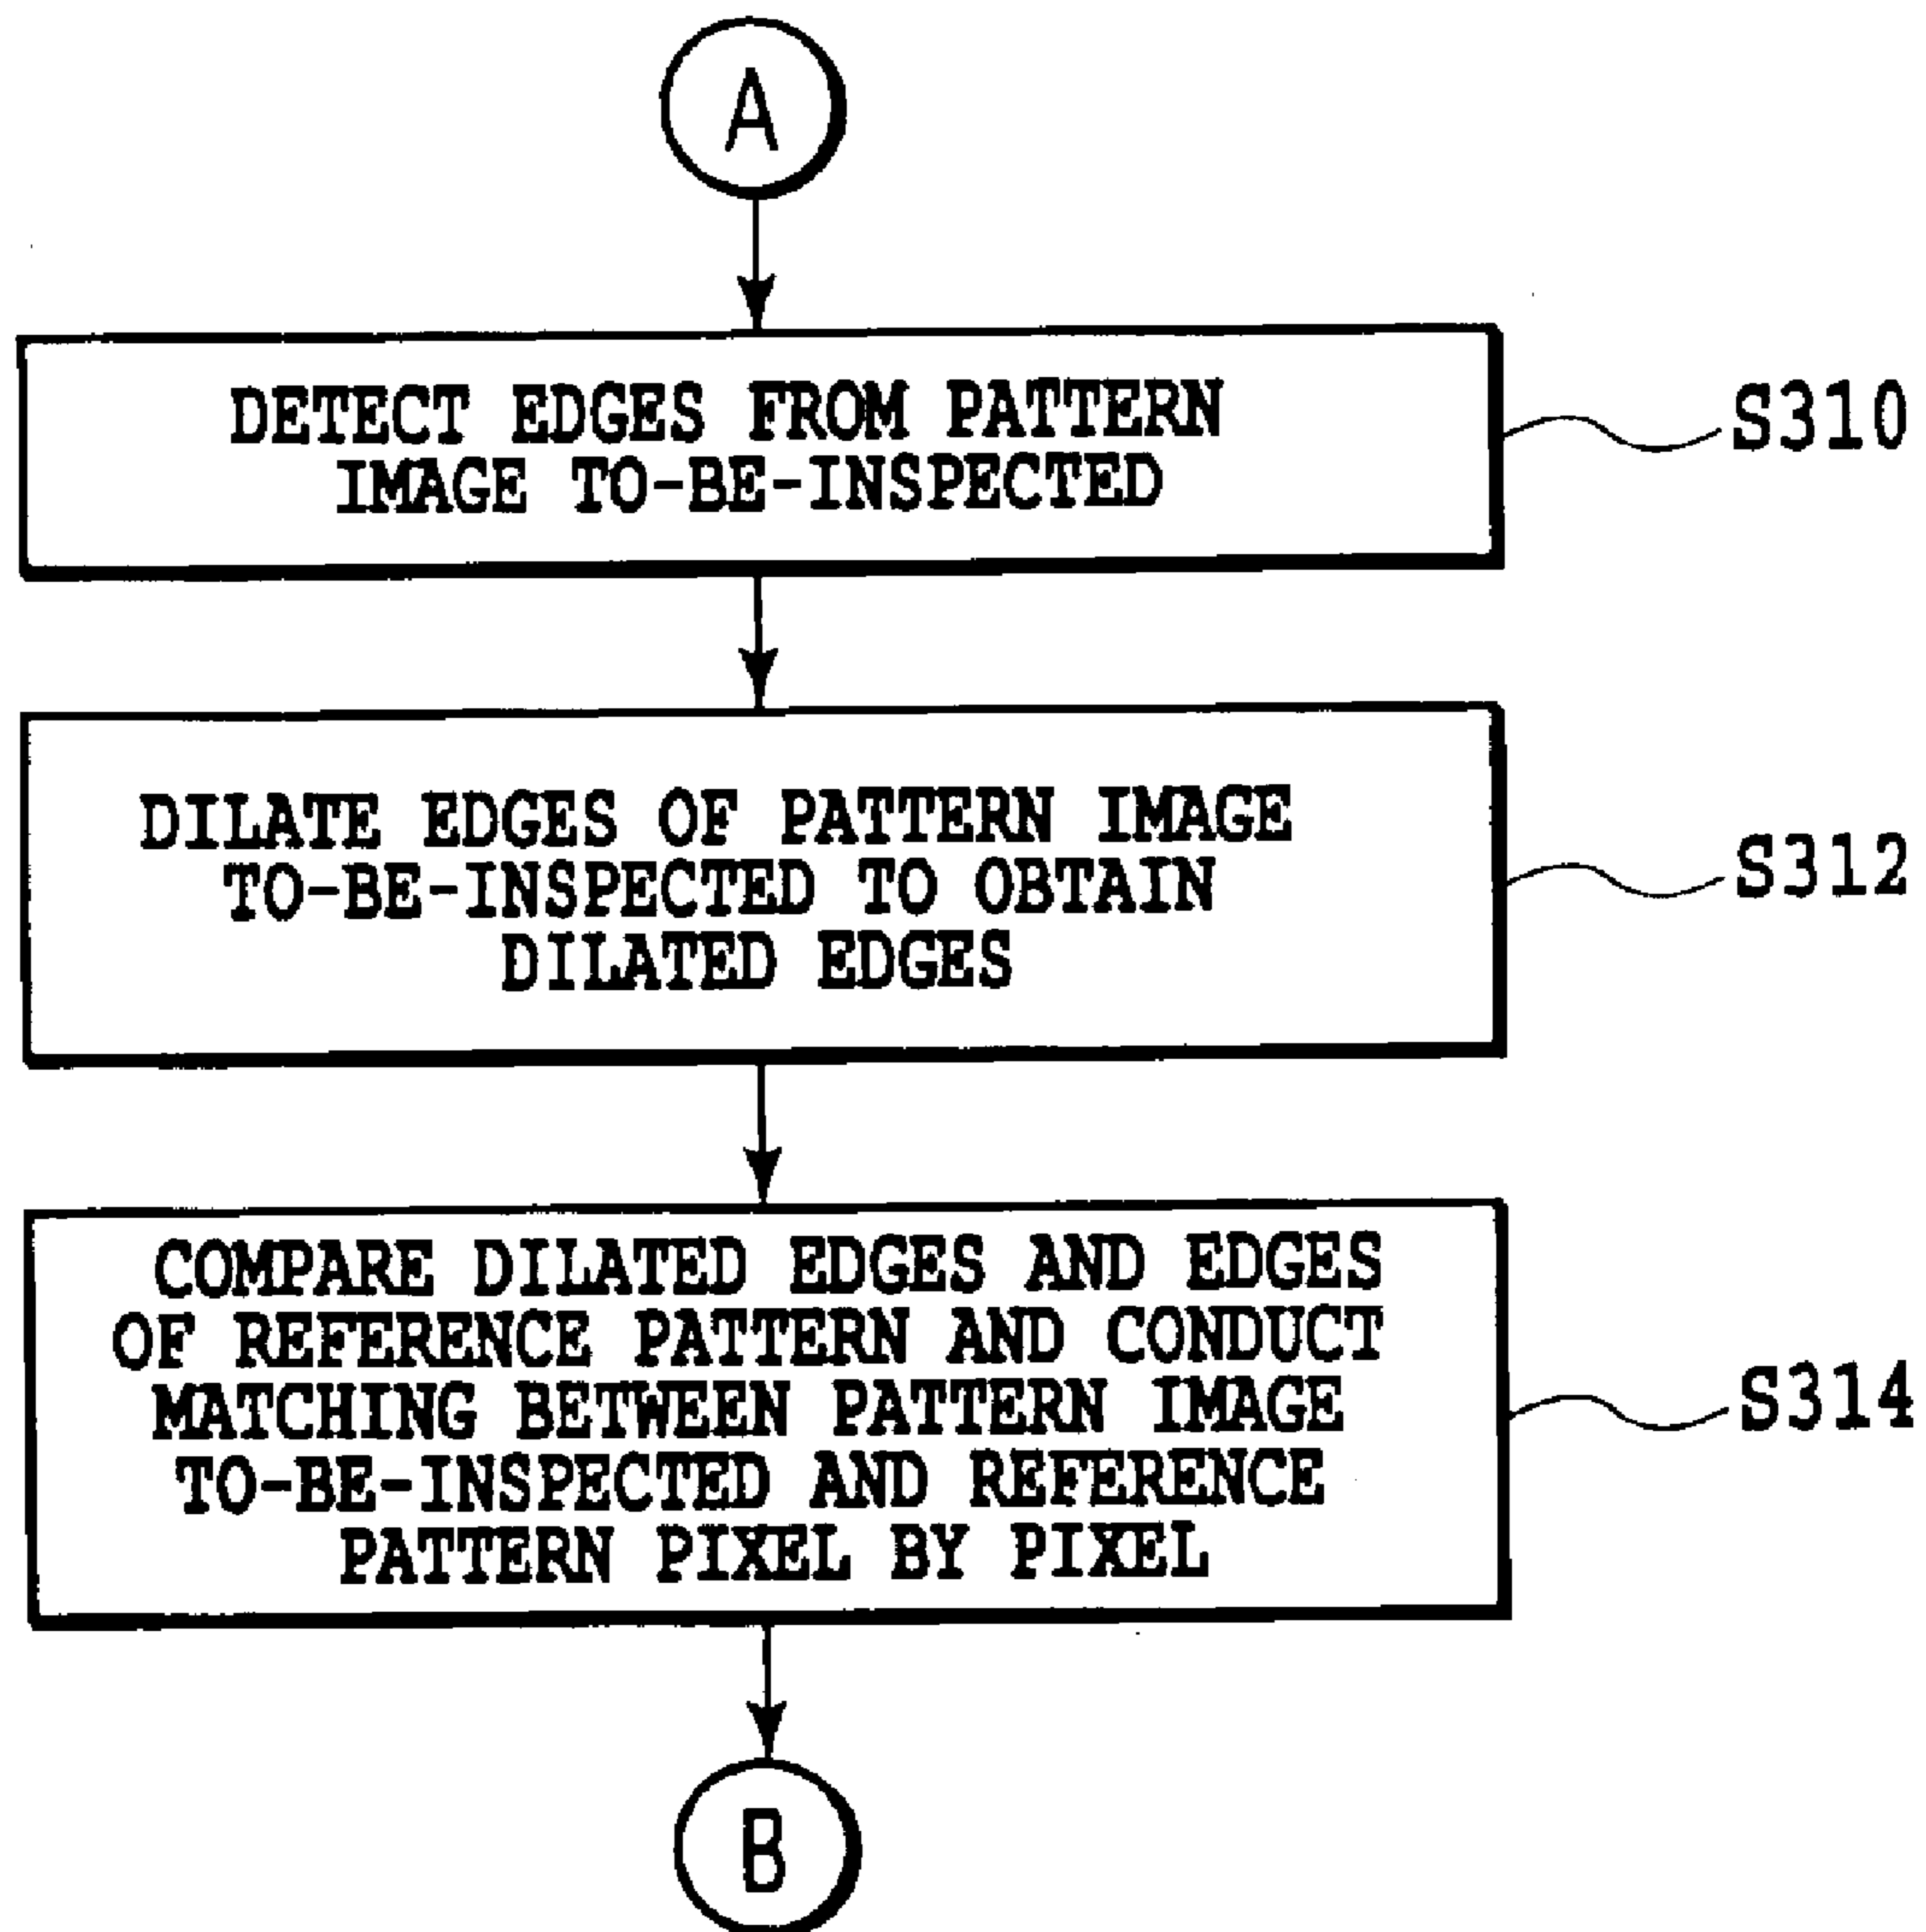 A
DETECT EDGES FROM PATTERN
IMAGE TO-BE-INSPECTED
S310
DILATE EDGES OF PATTERN IMAGE
TO-BE-INSPECTED TO OBTAIN
DILATED EDGES
S312
COMPARE DILATED EDGES AND EDGES
OF REFERENCE PATTERN AND CONDUCT
MATCHING BETWEEN PATTERN IMAGE
TO-BE-INSPECTED AND REFERENCE
PATTERN PIXEL BY PIXEL
S314
B